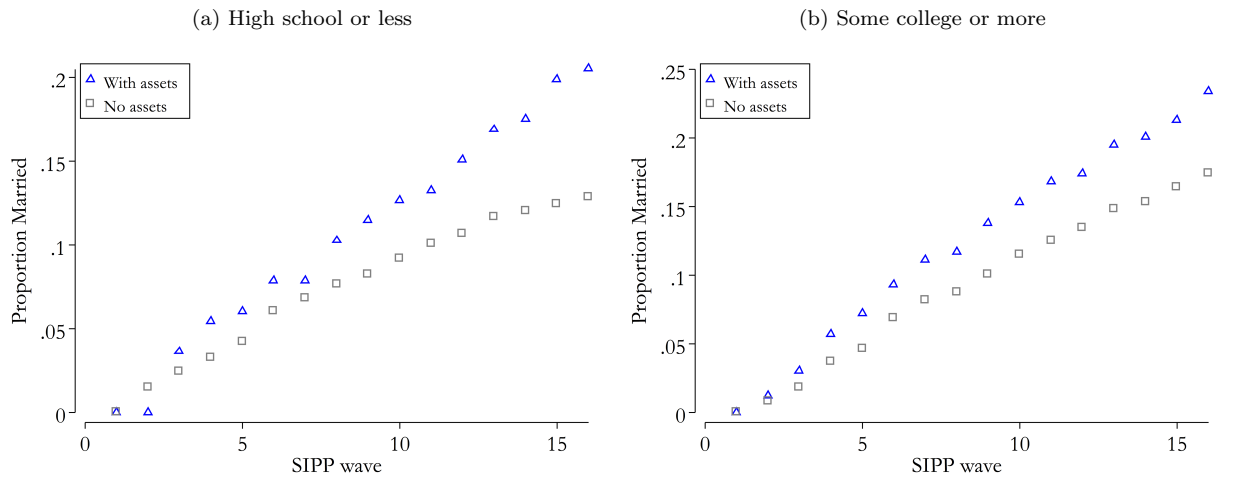 (a) High school or less
With assets
No assets
.2
.15
.1
.05
0
Proportion Married
0 5 10 15
SIPP wave
(b) Some college or more
With assets
No assets
.25
.2
.15
.1
.05
0
Proportion Married
0 5 10 15
SIPP wave